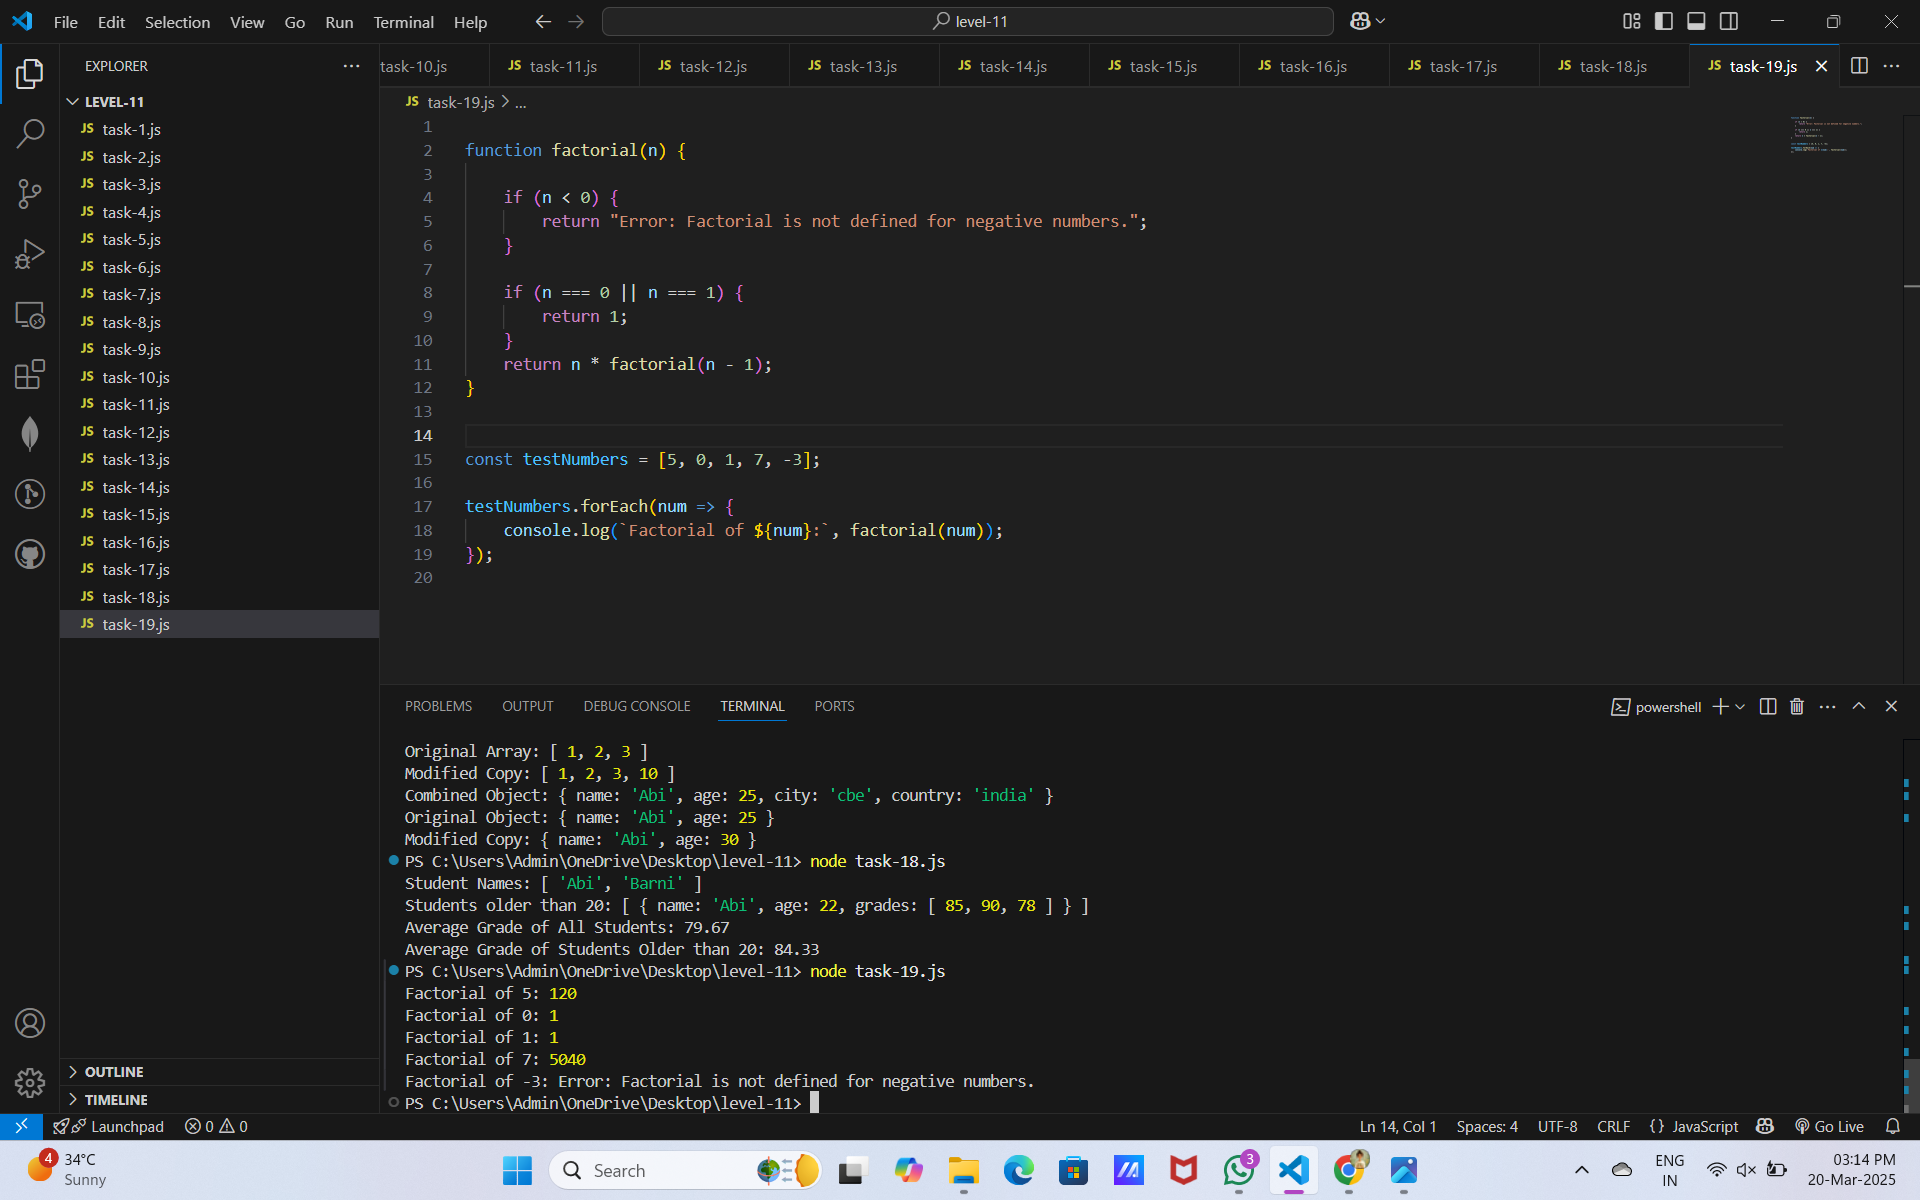 File Edit Selection View Go Run Terminal Help
level-11
EXPLORER
LEVEL-11
JS task-1.js
JS task-2.js
JS task-3.js
JS task-4.js
JS task-5.js
JS task-6.js
JS task-7.js
JS task-8.js
JS task-9.js
JS task-10.js
JS task-11.js
JS task-12.js
JS task-13.js
JS task-14.js
JS task-15.js
JS task-16.js
JS task-17.js
JS task-18.js
JS task-19.js
OUTLINE
TIMELINE
task-10.js JS task-11.js JS task-12.js JS task-13.js JS task-14.js JS task-15.js JS task-16.js JS task-17.js JS task-18.js JS task-19.js
JS task-19.js > ...
1
2 function factorial(n) {
3
4 if (n < 0) {
5 return "Error: Factorial is not defined for negative numbers.";
6 }
7
8 if (n === 0 || n === 1) {
9 return 1;
10 }
11 return n * factorial(n - 1);
12 }
13
14
15 const testNumbers = [5, 0, 1, 7, -3];
16
17 testNumbers.forEach(num => {
18 console.log(`Factorial of ${num}:`, factorial(num));
19 });
20
PROBLEMS OUTPUT DEBUG CONSOLE TERMINAL PORTS
powershell
Original Array: [ 1, 2, 3 ]
Modified Copy: [ 1, 2, 3, 10 ]
Combined Object: { name: 'Abi', age: 25, city: 'cbe', country: 'india' }
Original Object: { name: 'Abi', age: 25 }
Modified Copy: { name: 'Abi', age: 30 }
PS C:\Users\Admin\OneDrive\Desktop\level-11> node task-18.js
Student Names: [ 'Abi', 'Barni' ]
Students older than 20: [ { name: 'Abi', age: 22, grades: [ 85, 90, 78 ] } ]
Average Grade of All Students: 79.67
Average Grade of Students Older than 20: 84.33
PS C:\Users\Admin\OneDrive\Desktop\level-11> node task-19.js
Factorial of 5: 120
Factorial of 0: 1
Factorial of 1: 1
Factorial of 7: 5040
Factorial of -3: Error: Factorial is not defined for negative numbers.
PS C:\Users\Admin\OneDrive\Desktop\level-11>
Launchpad 0 0
Ln 14, Col 1 Spaces: 4 UTF-8 CRLF {} JavaScript Go Live
4
34°C
Sunny
Search
3
ENG
IN
03:14 PM
20-Mar-2025